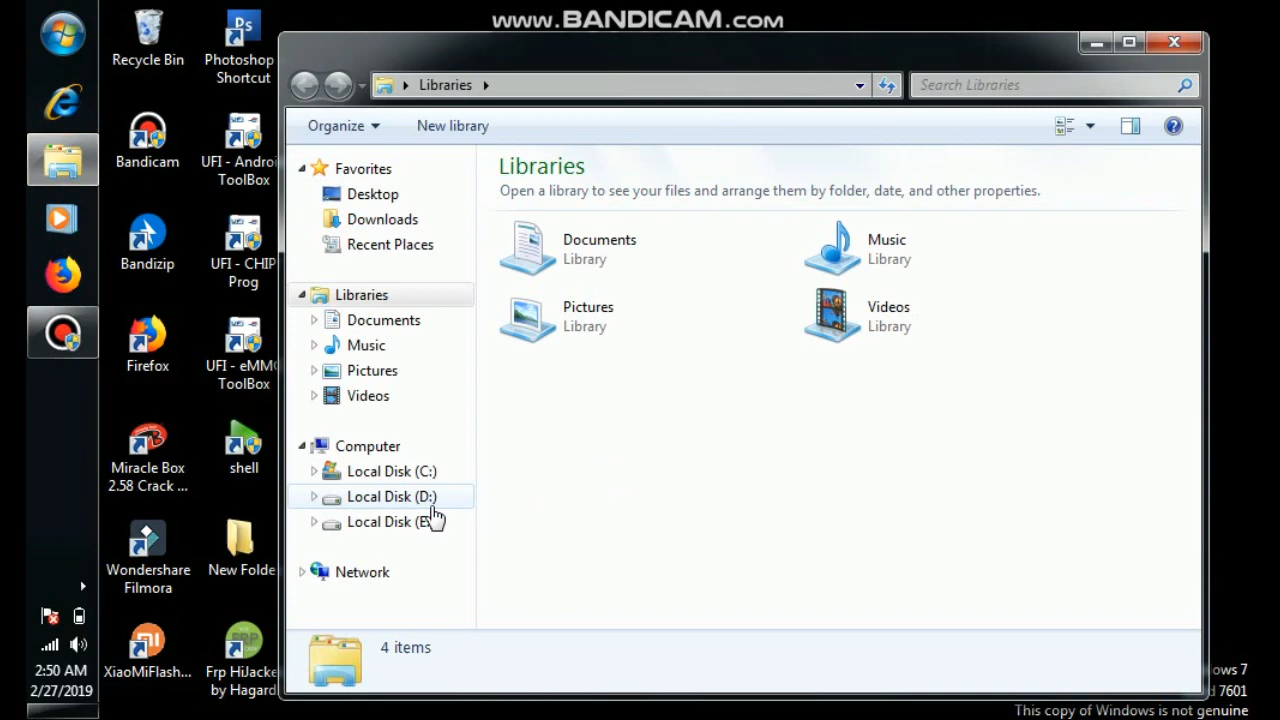 www.BANDICAM.com
Recycle Bin
Photoshop
Shortcut
Bandicam
UFI - Androi
ToolBox
Bandizip
UFI - CHIP
Prog
Firefox
UFI - eMMC
ToolBox
Miracle Box
2.58 Crack ...
shell
Wondershare
Filmora
New Folde
XiaoMiFlash...
Frp HiJacke
by Hagard
2:50 AM
2/27/2019
Libraries
Search Libraries
Organize
New library
Favorites
Desktop
Downloads
Recent Places
Libraries
Documents
Music
Pictures
Videos
Computer
Local Disk (C:)
Local Disk (D:)
Local Disk (E:)
Network
Libraries
Open a library to see your files and arrange them by folder, date, and other properties.
Documents
Library
Music
Library
Pictures
Library
Videos
Library
4 items
ows 7
7601
This copy of Windows is not genuine